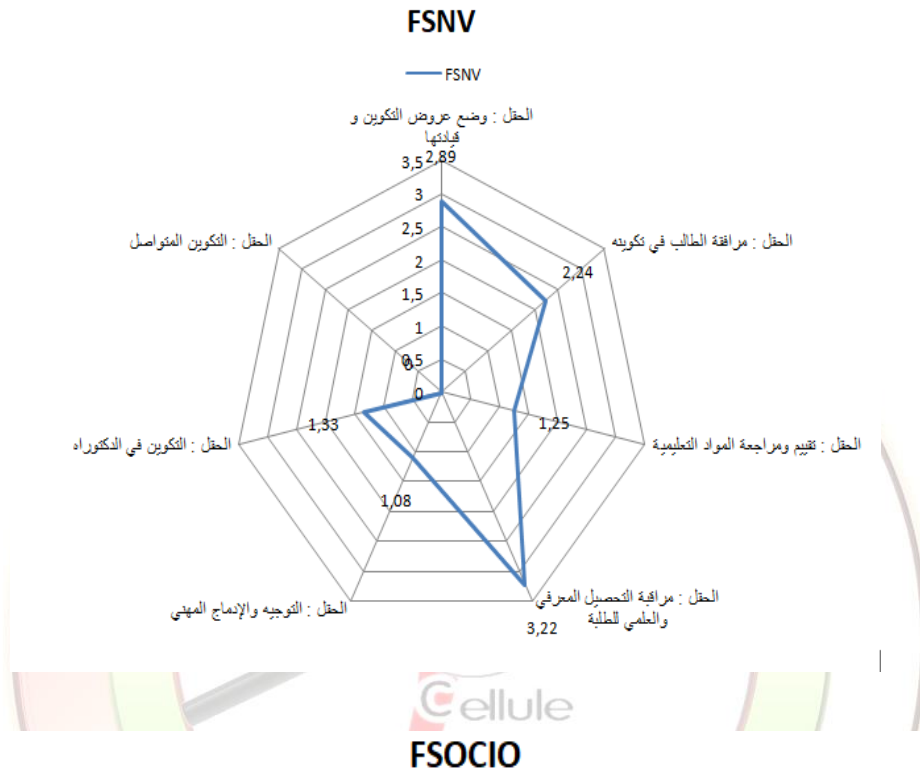 FSNV
FSNV
الحقل : وضع عروض التكوين و
قيادتها
2,89
3,5
3
2,5
2
1,5
1
0,5
0
0
الحقل : مرافقة الطالب في تكوينه
2,24
الحقل : التكوين المتواصل
1,25
الحقل : تقييم ومراجعة المواد التعليمية
1,33
الحقل : التكوين في الدكتوراه
1,08
الحقل : مراقبة التحصيل المعرفي
والعلمي للطلبة
3,22
الحقل : التوجيه والإدماج المهني
Cellule
FSOCIO